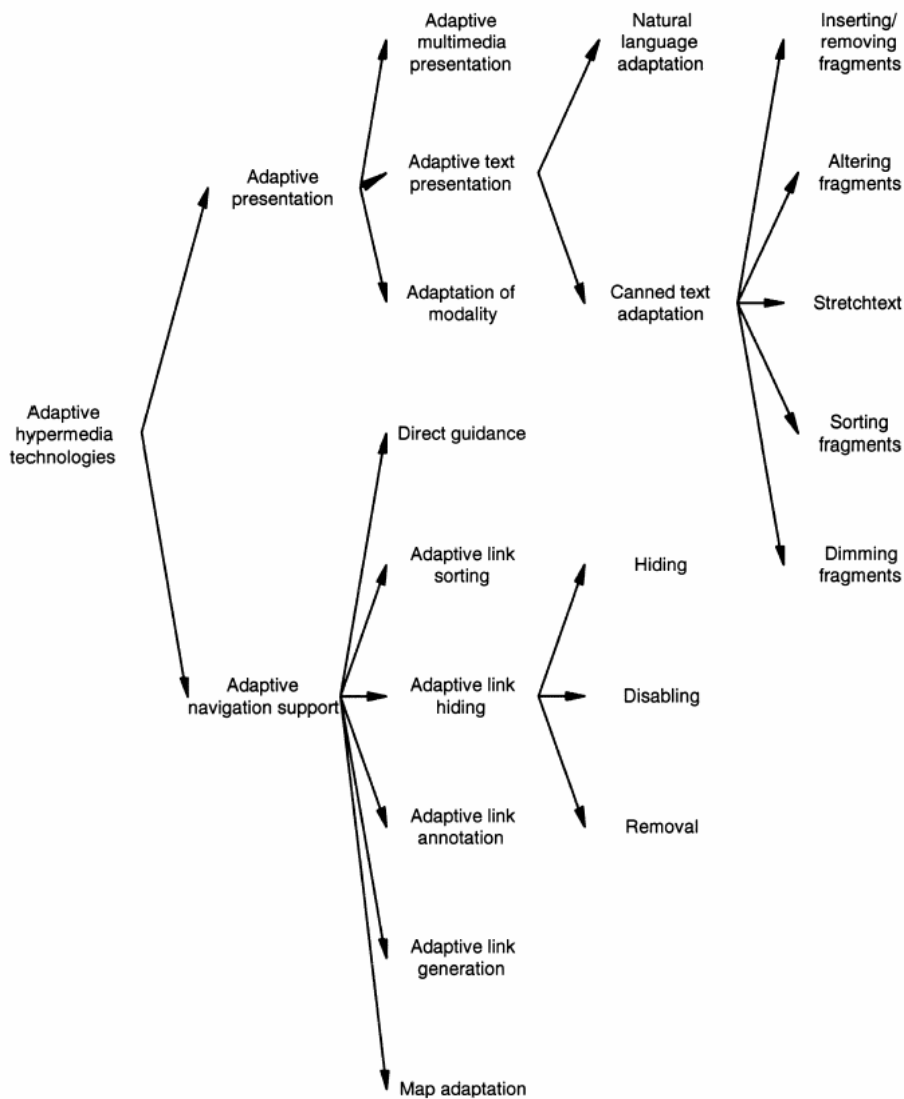 Adaptive
multimedia
presentation
Natural
language
adaptation
Inserting/
removing
fragments
Adaptive
presentation
Adaptive text
presentation
Altering
fragments
Adaptation of
modality
Canned text
adaptation
Stretchtext
Adaptive
hypermedia
technologies
Direct guidance
Sorting
fragments
Adaptive link
sorting
Hiding
Dimming
fragments
Adaptive
navigation support
Adaptive link
hiding
Disabling
Adaptive link
annotation
Removal
Adaptive link
generation
Map adaptation